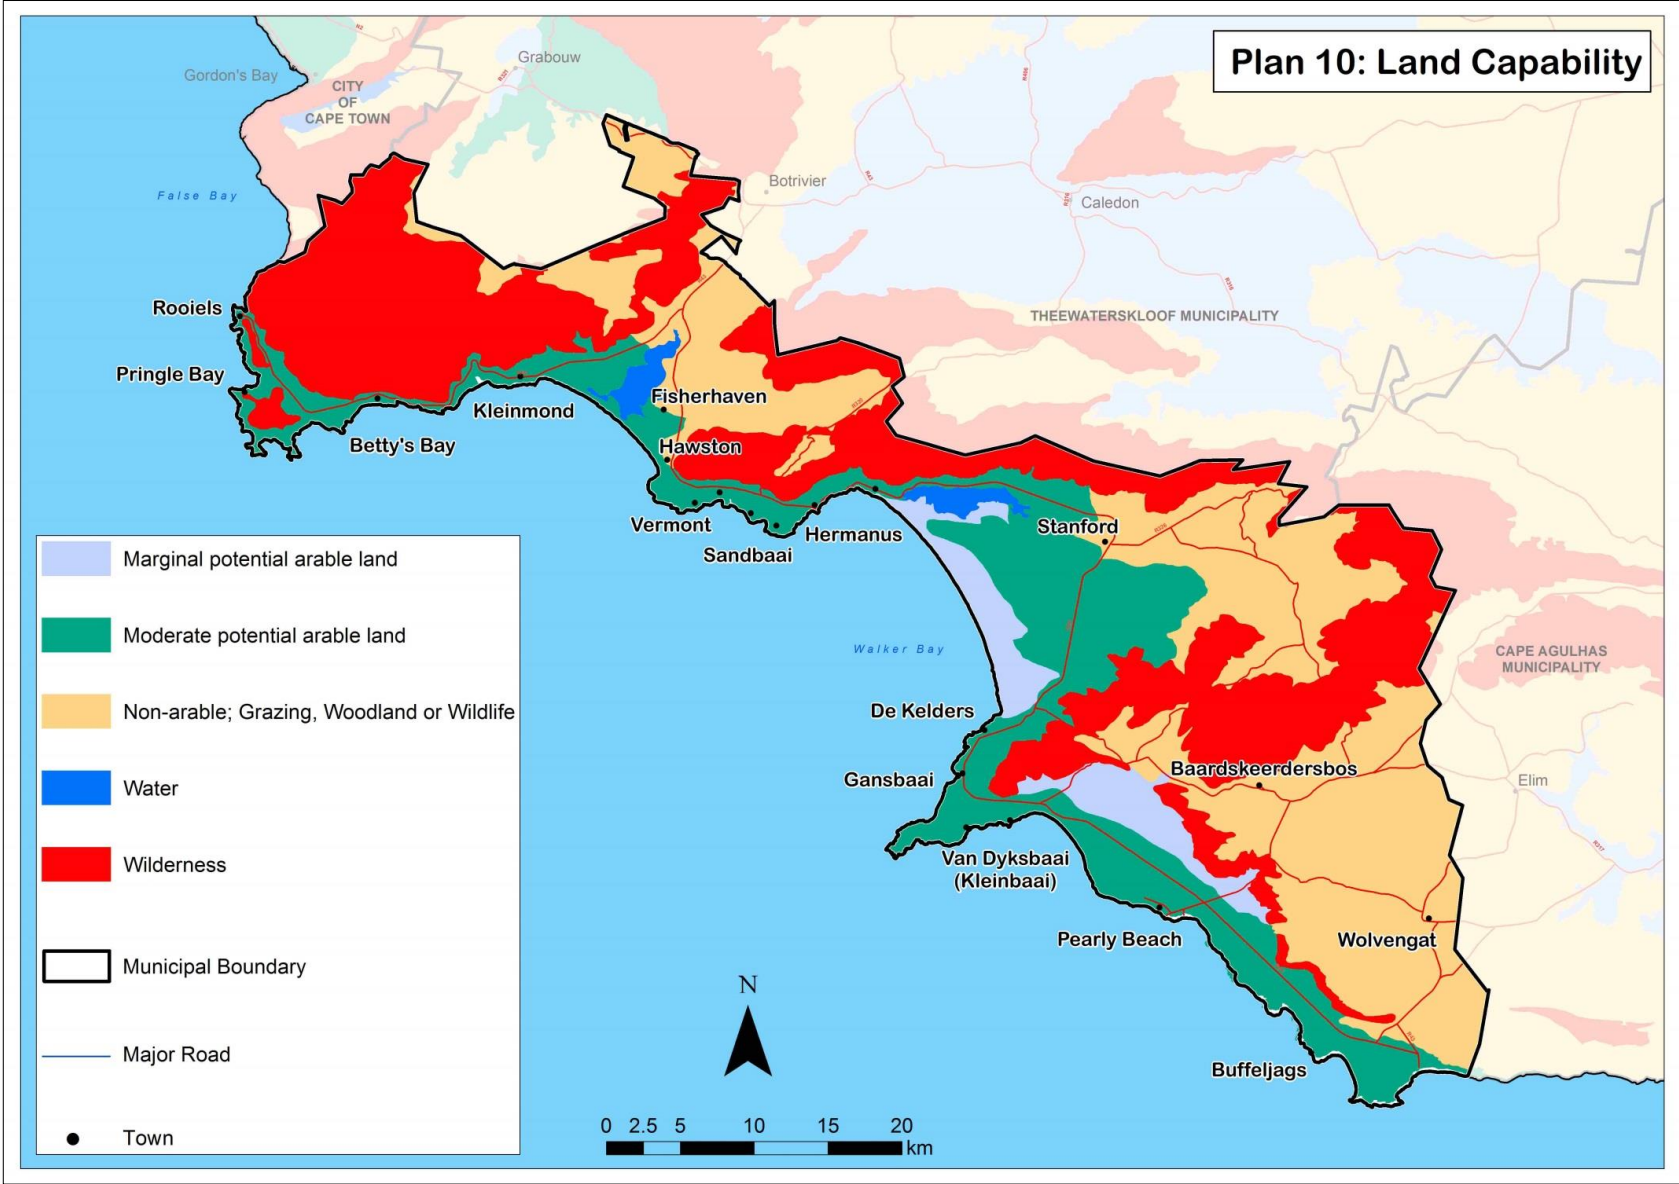 Plan 10: Land Capability
Gordon's Bay
Grabouw
CITY
OF
CAPE TOWN
False Bay
Botrivier
Caledon
THEEWATERSKLOOF MUNICIPALITY
Rooiels
Pringle Bay
Betty's Bay
Kleinmond
Fisherhaven
Hawston
Vermont
Sandbaai
Hermanus
Stanford
Walker Bay
CAPE AGULHAS
MUNICIPALITY
De Kelders
Gansbaai
Baardskeerdersbos
Elim
Van Dyksbaai
(Kleinbaai)
Pearly Beach
Wolvengat
Buffeljags
Marginal potential arable land
Moderate potential arable land
Non-arable; Grazing, Woodland or Wildlife
Water
Wilderness
Municipal Boundary
Major Road
Town
N
0 2.5 5 10 15 20
km